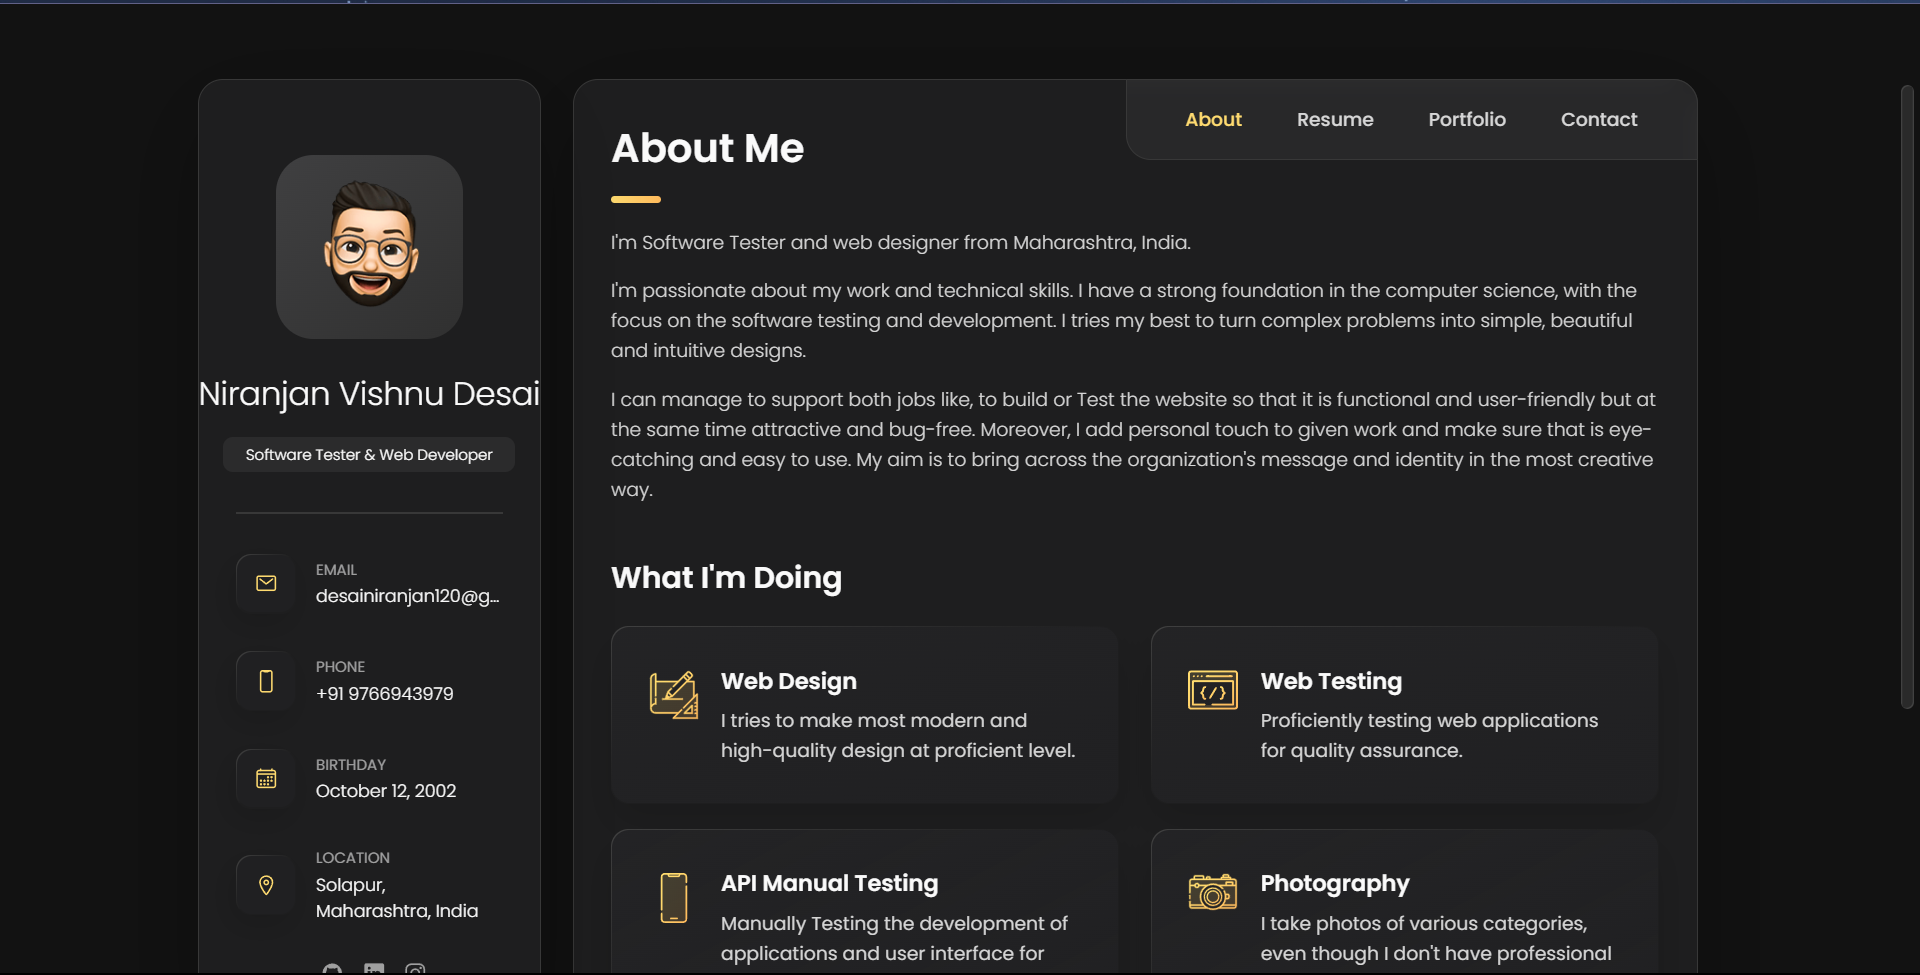 Niranjan Vishnu Desai
Software Tester & Web Developer
EMAIL
desainiranjan120@g...
PHONE
+91 9766943979
BIRTHDAY
October 12, 2002
LOCATION
Solapur,
Maharashtra, India
About
Resume
Portfolio
Contact
About Me
I'm Software Tester and web designer from Maharashtra, India.
I'm passionate about my work and technical skills. I have a strong foundation in the computer science, with the
focus on the software testing and development. I tries my best to turn complex problems into simple, beautiful
and intuitive designs.
I can manage to support both jobs like, to build or Test the website so that it is functional and user-friendly but at
the same time attractive and bug-free. Moreover, I add personal touch to given work and make sure that is eye-
catching and easy to use. My aim is to bring across the organization's message and identity in the most creative
way.
What I'm Doing
Web Design
I tries to make most modern and
high-quality design at proficient level.
Web Testing
Proficiently testing web applications
for quality assurance.
API Manual Testing
Manually Testing the development of
applications and user interface for
Photography
I take photos of various categories,
even though I don't have professional